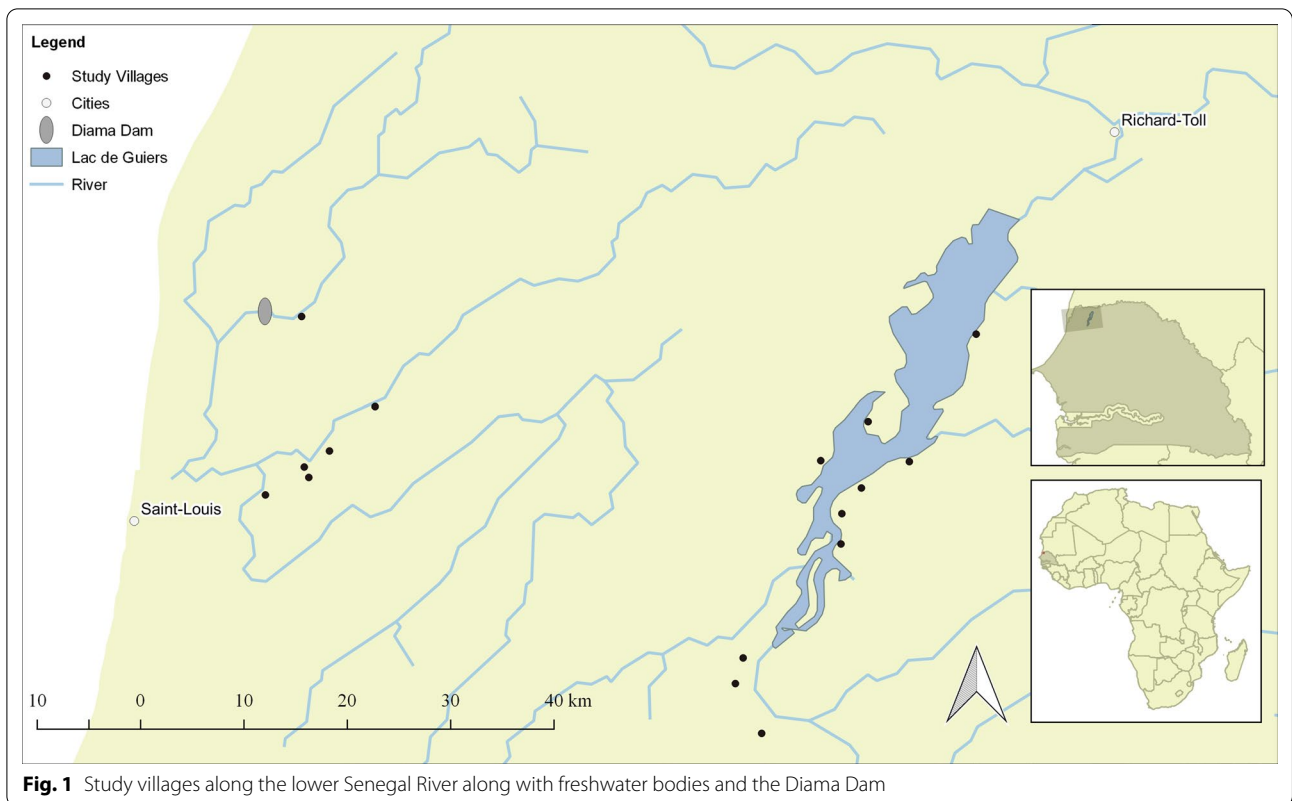 Legend
Study Villages
Cities
Diama Dam
Lac de Guiers
River
Richard-Toll
Saint-Louis
10 0 10 20 30 40 km
Fig. 1 Study villages along the lower Senegal River along with freshwater bodies and the Diama Dam